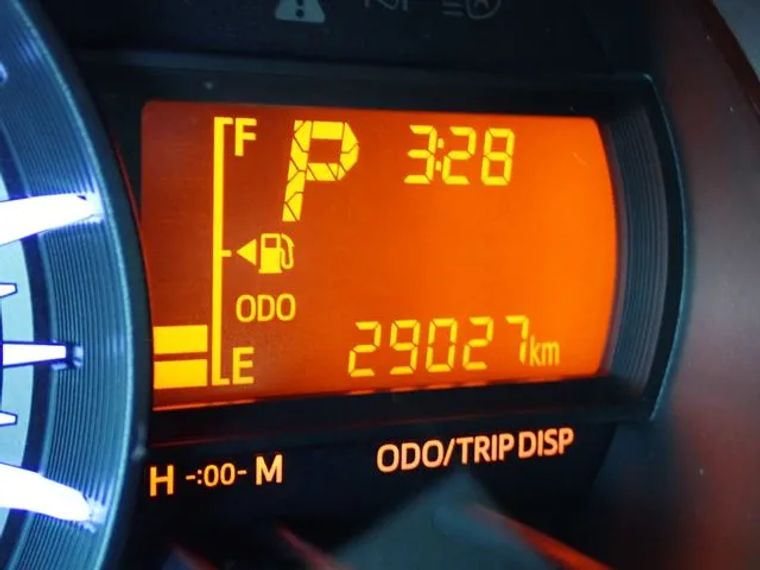 F
P 3:28
ODO
29027km
E
H -:00- M
ODO/TRIP DISP